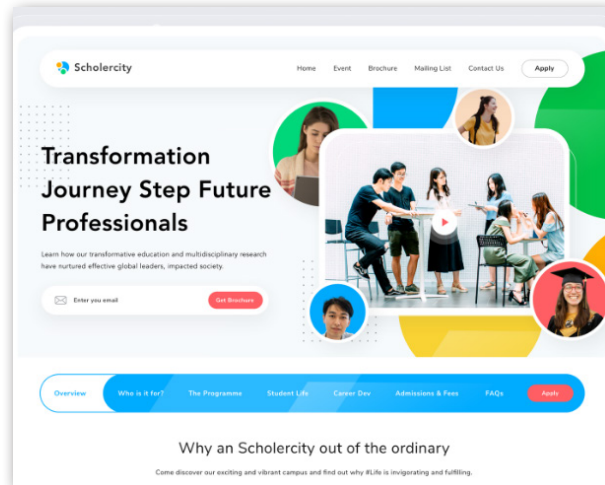 Scholercity
Home Event Brochure Mailing List Contact Us Apply
Transformation
Journey Step Future
Professionals
Learn how our transformative education and multidisciplinary research
have nurtured effective global leaders, impacted society.
Enter you email Get Brochure
Overview Who is it for? The Programme Student Life Career Dev Admissions & Fees FAQs Apply
Why an Scholercity out of the ordinary
Come discover our exciting and vibrant campus and find out why #Life is invigorating and fulfilling.